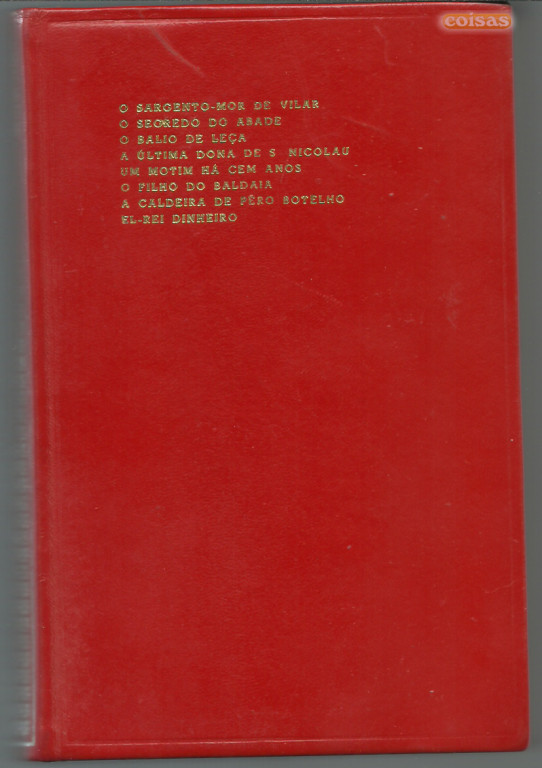 coisas
O SARGENTO-MOR DE VILAR
O SEGREDO DO ABADE
O BALIO DE LEÇA
A ÚLTIMA DONA DE S. NICOLAU
UM MOTIM HÁ CEM ANOS
O FILHO DO BALDAIA
A CALDEIRA DE PÊRO BOTELHO
EL-REI DINHEIRO